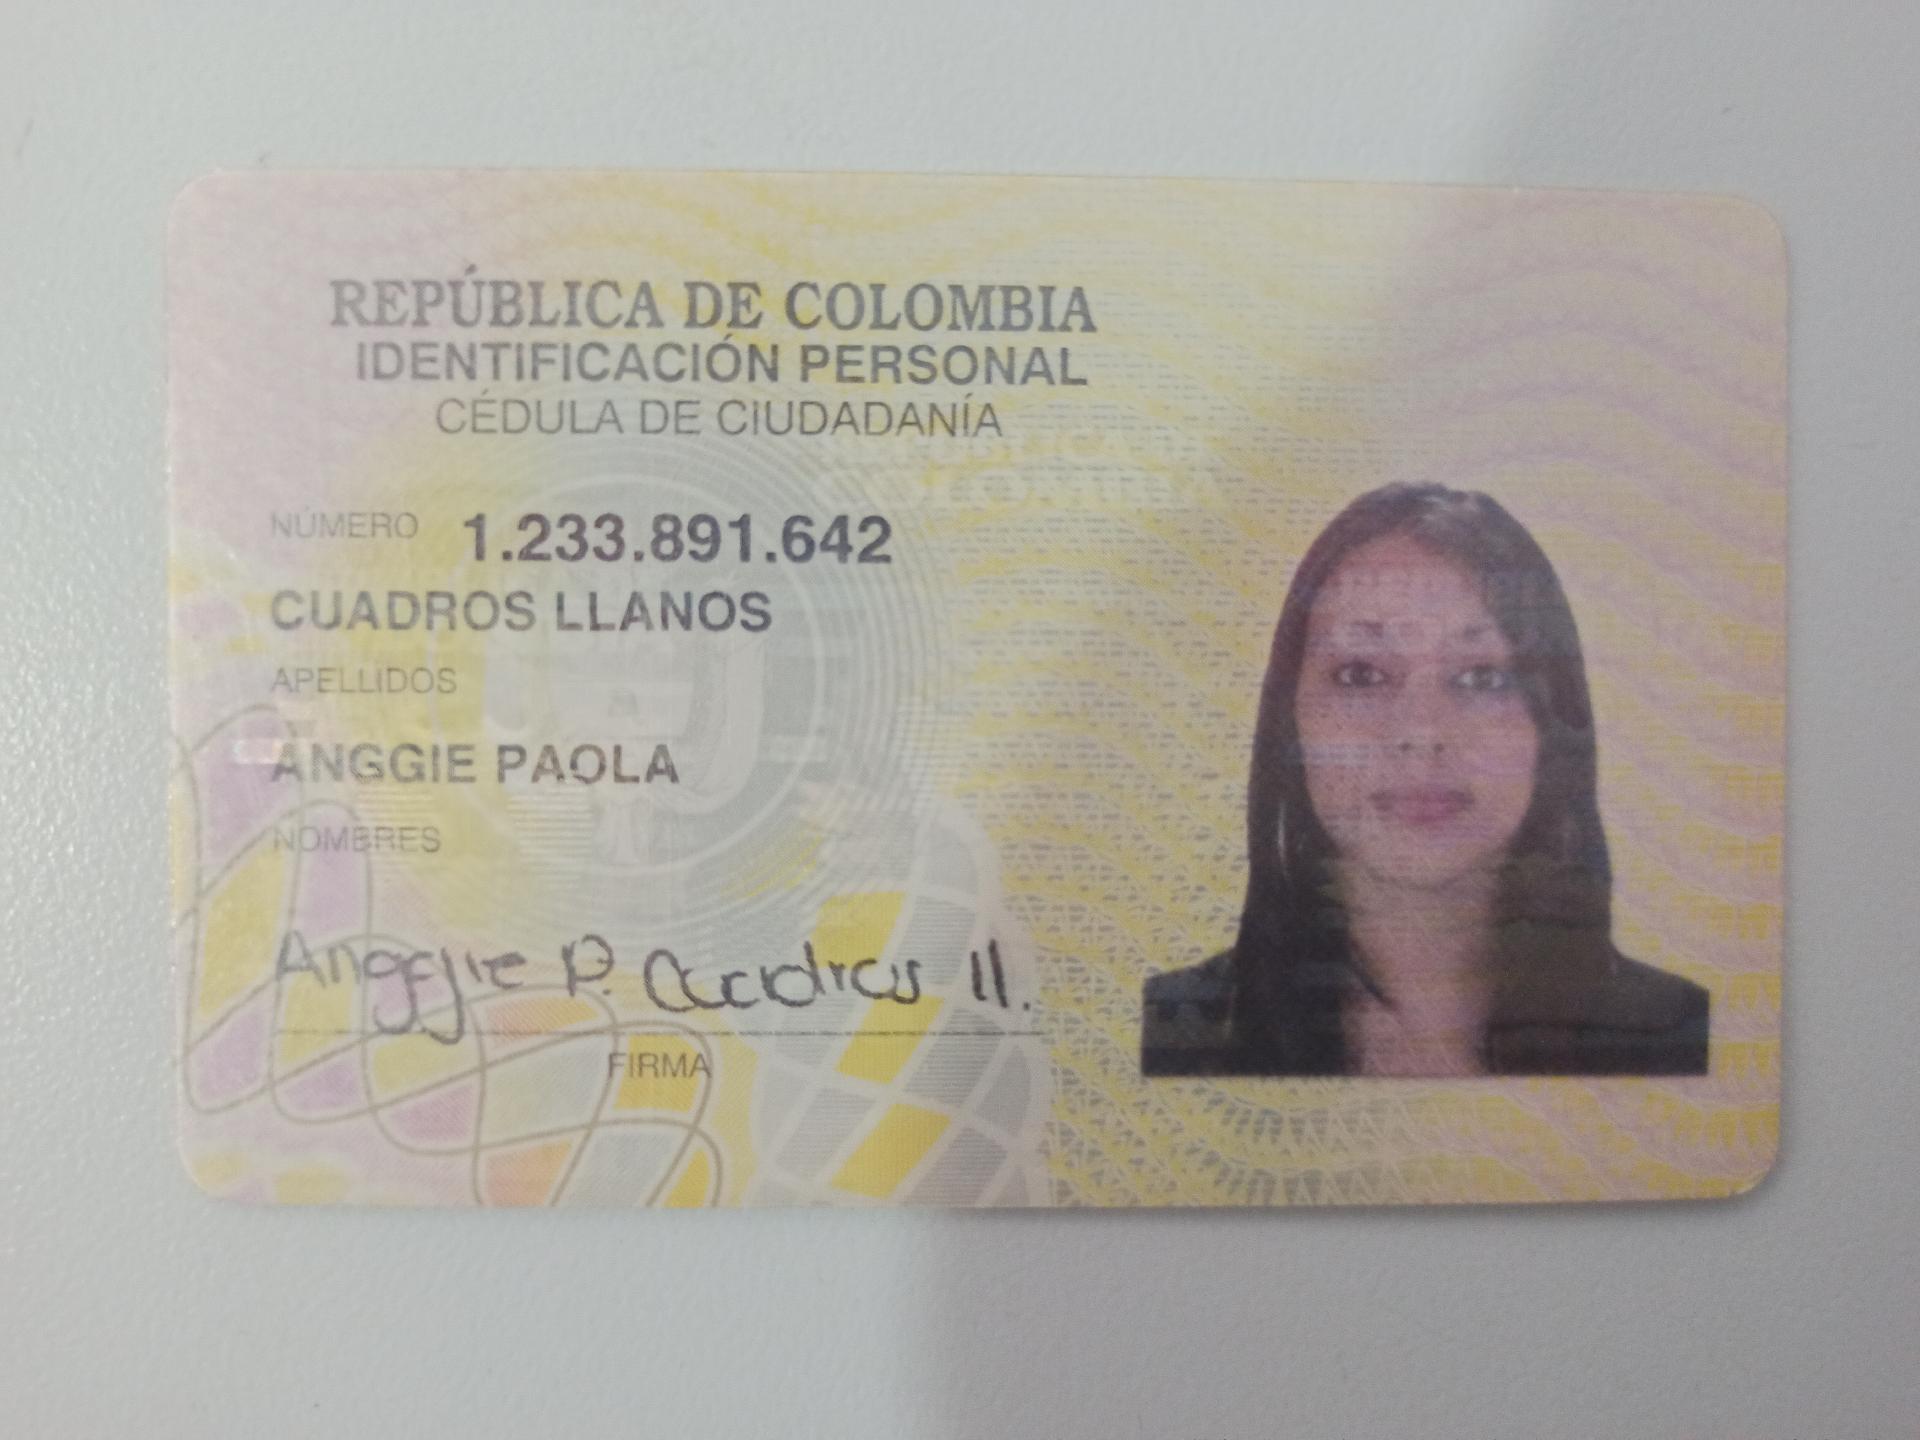 REPÚBLICA DE COLOMBIA
IDENTIFICACIÓN PERSONAL
CÉDULA DE CIUDADANÍA
NÚMERO 1.233.891.642
CUADROS LLANOS
APELLIDOS
ANGGIE PAOLA
NOMBRES
Anggie P. Cuadros ll.
FIRMA